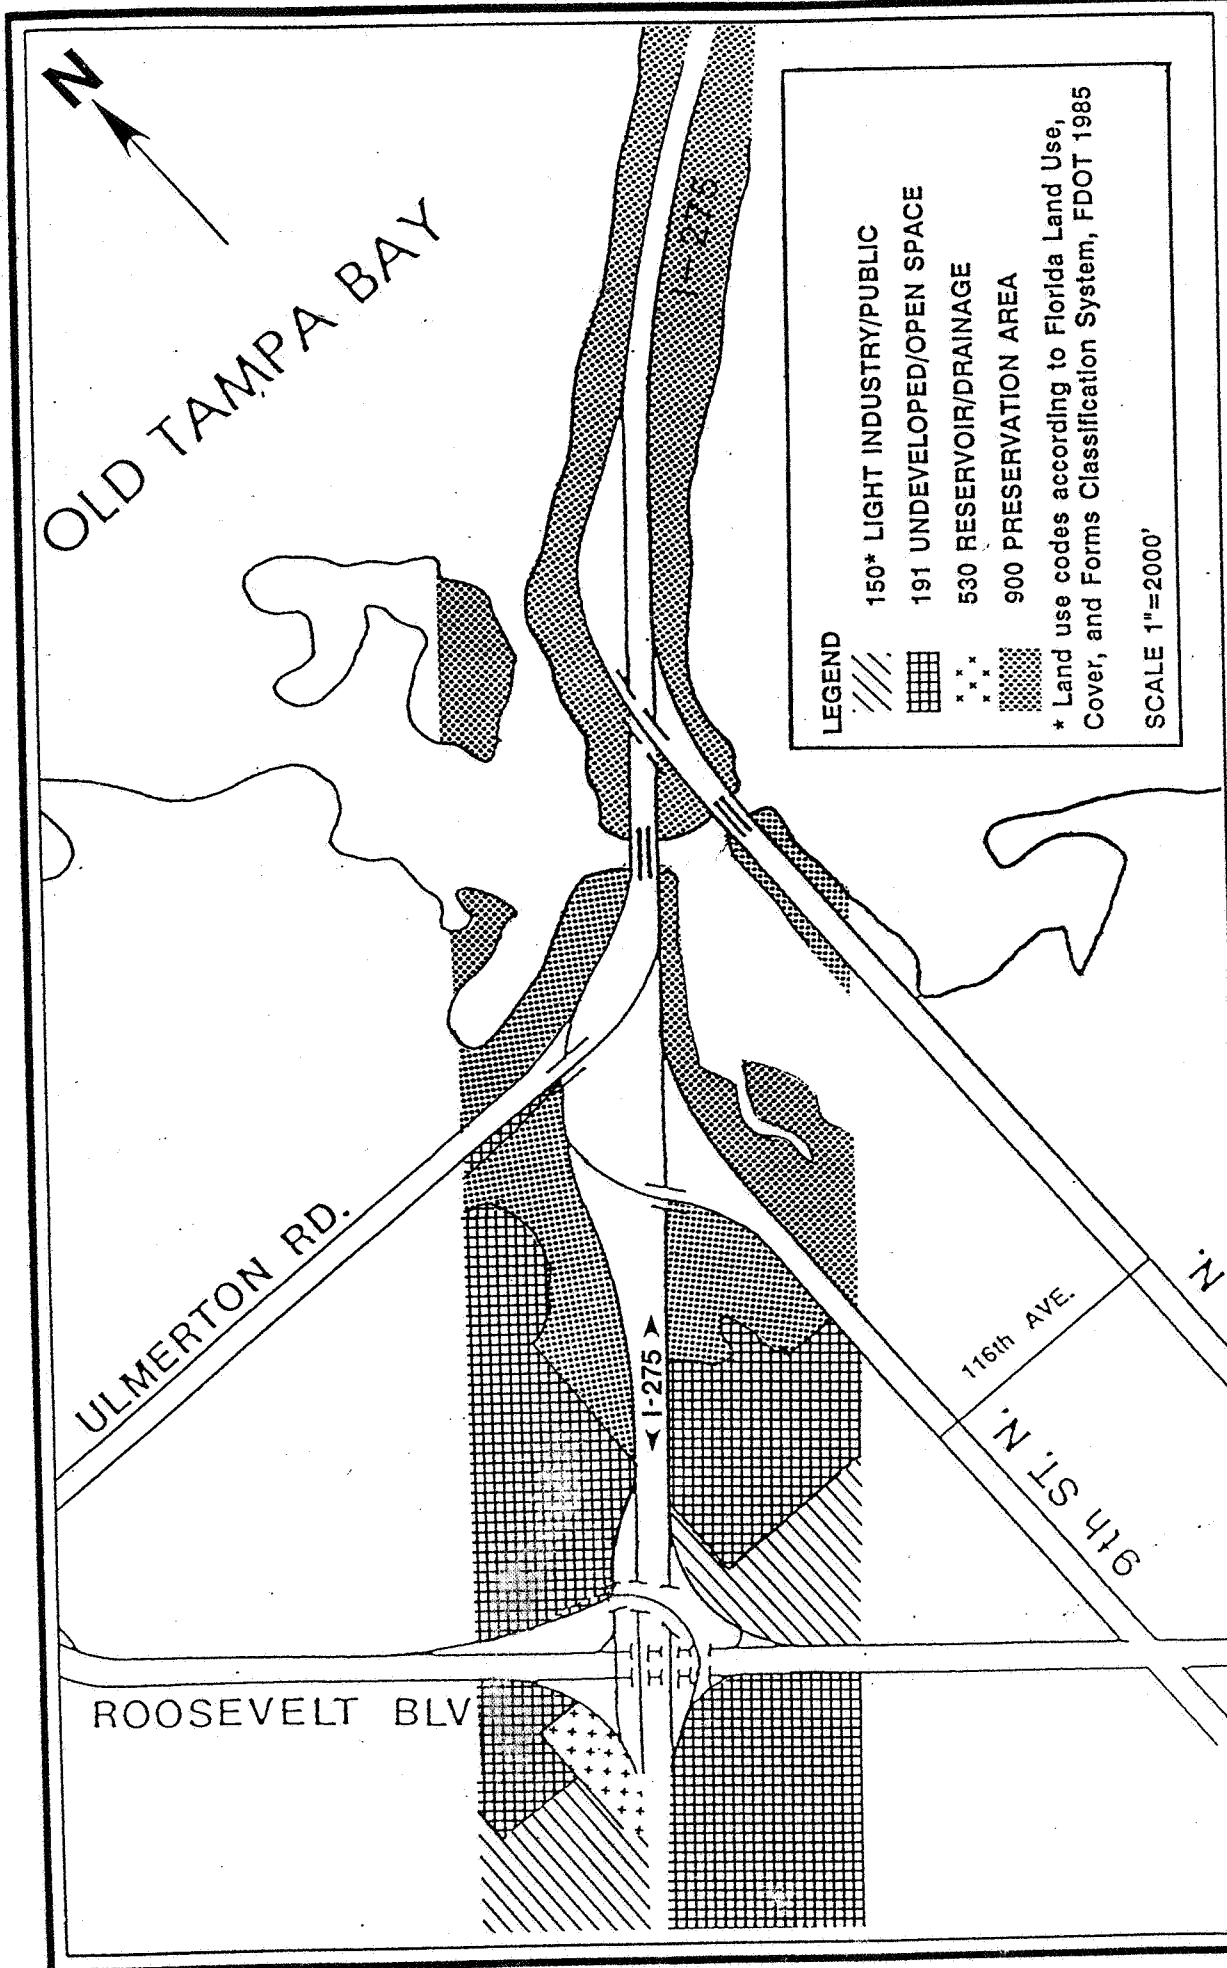 N
OLD TAMPA BAY
I-275
ULMERTON RD.
I-275
116th AVE.
9th ST. N.
N.
ROOSEVELT BLV
LEGEND
150* LIGHT INDUSTRY/PUBLIC
191 UNDEVELOPED/OPEN SPACE
530 RESERVOIR/DRAINAGE
900 PRESERVATION AREA
* Land use codes according to Florida Land Use,
Cover, and Forms Classification System, FDOT 1985
SCALE 1"=2000'